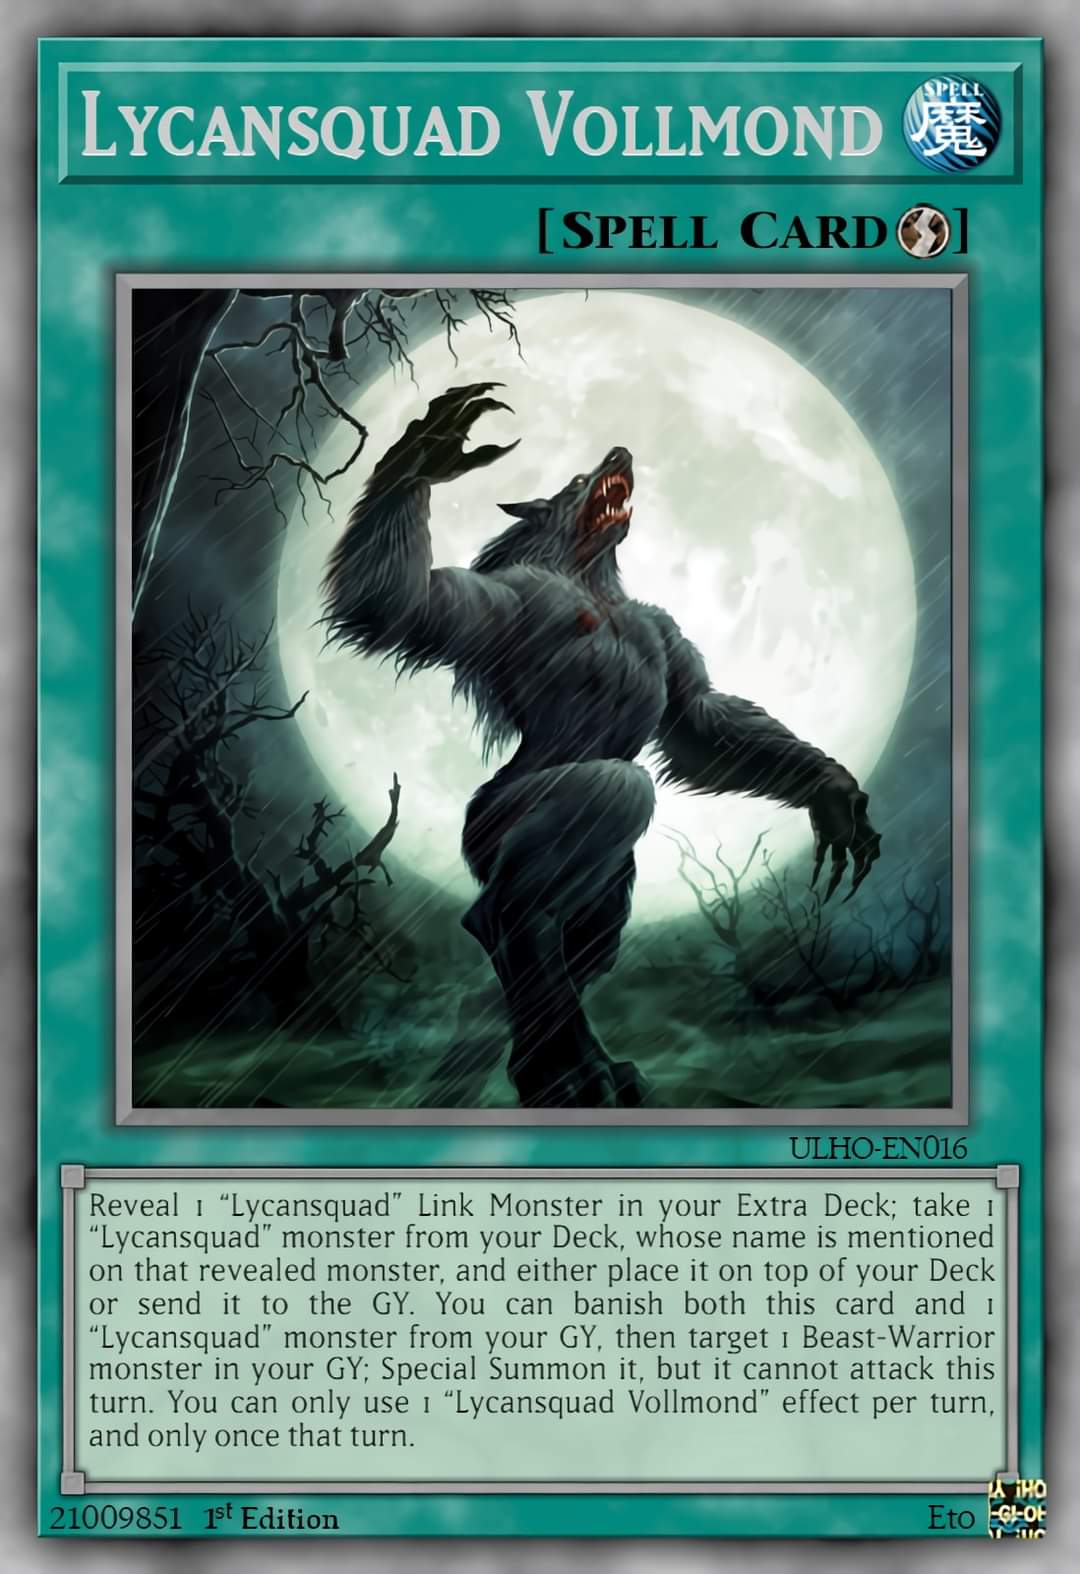 LYCANSQUAD VOLLMOND
SPELL
魔
[SPELL CARD]
ULHO-EN016
Reveal 1 “Lycansquad” Link Monster in your Extra Deck; take 1
“Lycansquad” monster from your Deck, whose name is mentioned
on that revealed monster, and either place it on top of your Deck
or send it to the GY. You can banish both this card and 1
“Lycansquad” monster from your GY, then target 1 Beast-Warrior
monster in your GY; Special Summon it, but it cannot attack this
turn. You can only use 1 “Lycansquad Vollmond” effect per turn,
and only once that turn.
21009851 1st Edition
Eto